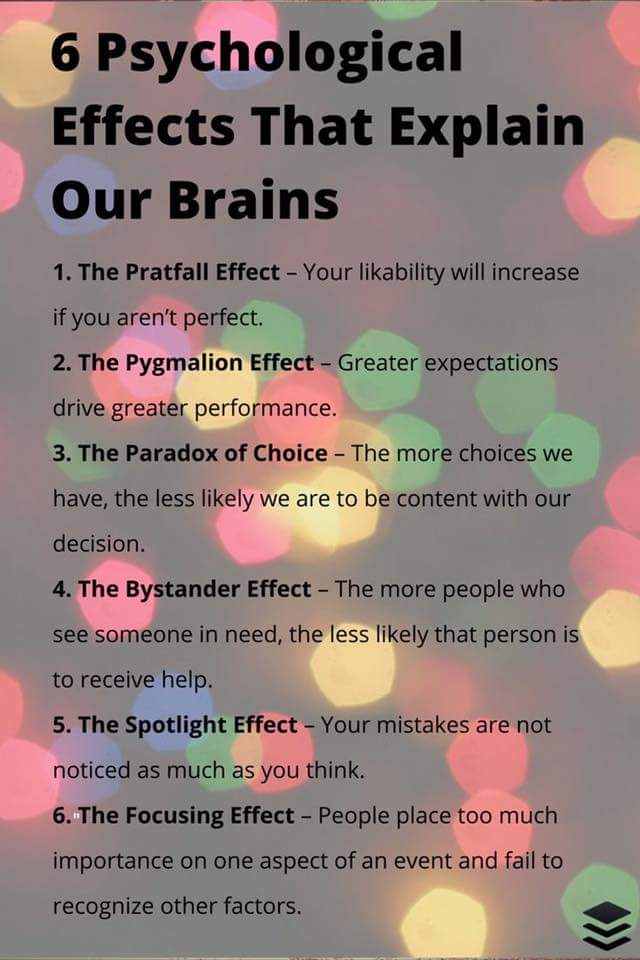 6 Psychological
Effects That Explain
Our Brains
1. The Pratfall Effect – Your likability will increase
if you aren’t perfect.
2. The Pygmalion Effect – Greater expectations
drive greater performance.
3. The Paradox of Choice – The more choices we
have, the less likely we are to be content with our
decision.
4. The Bystander Effect – The more people who
see someone in need, the less likely that person is
to receive help.
5. The Spotlight Effect – Your mistakes are not
noticed as much as you think.
6."The Focusing Effect – People place too much
importance on one aspect of an event and fail to
recognize other factors.